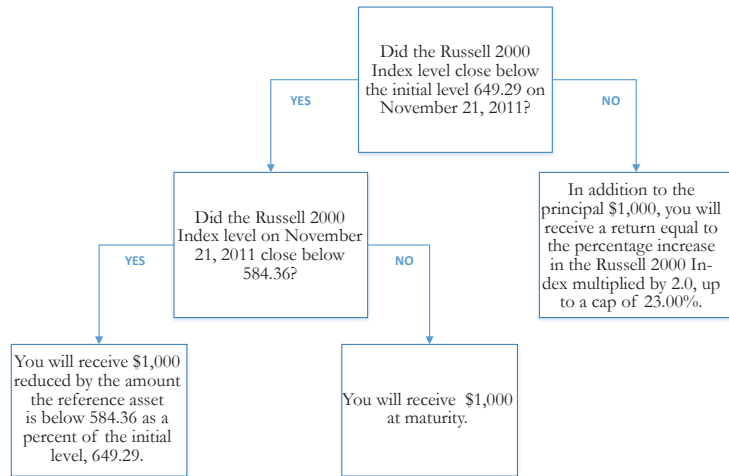 Did the Russell 2000
Index level close below
the initial level 649.29 on
November 21, 2011?
YES
NO
Did the Russell 2000
Index level on November
21, 2011 close below
584.36?
In addition to the
principal $1,000, you will
receive a return equal to
the percentage increase
in the Russell 2000 In-
dex multiplied by 2.0, up
to a cap of 23.00%.
YES
NO
You will receive $1,000
reduced by the amount
the reference asset
is below 584.36 as a
percent of the initial
level, 649.29.
You will receive $1,000
at maturity.